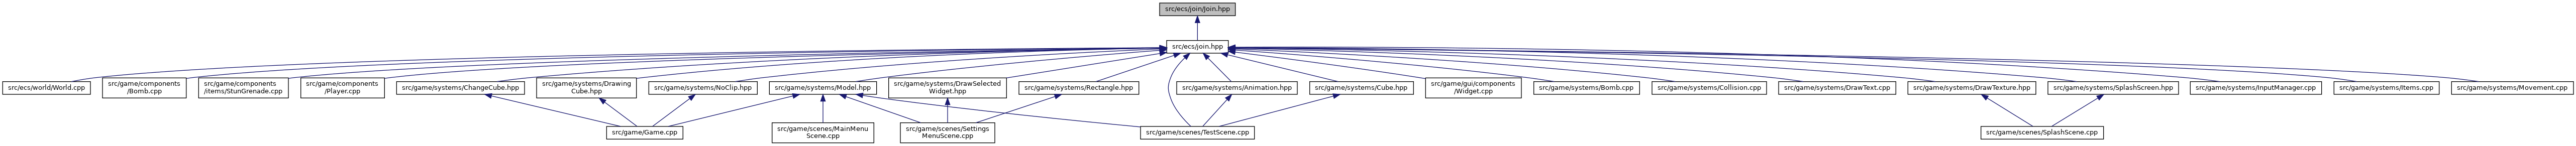 src/ecs/join/Join.hpp
src/ecs/join.hpp
src/ecs/world/World.cpp
src/game/components
/Bomb.cpp
src/game/components
/items/StunGrenade.cpp
src/game/components
/Player.cpp
src/game/systems/ChangeCube.hpp
src/game/systems/Drawing
Cube.hpp
src/game/systems/NoClip.hpp
src/game/systems/Model.hpp
src/game/systems/DrawSelected
Widget.hpp
src/game/systems/Rectangle.hpp
src/game/systems/Animation.hpp
src/game/systems/Cube.hpp
src/game/gui/components
/Widget.cpp
src/game/systems/Bomb.cpp
src/game/systems/Collision.cpp
src/game/systems/DrawText.cpp
src/game/systems/DrawTexture.hpp
src/game/systems/SplashScreen.hpp
src/game/systems/InputManager.cpp
src/game/systems/Items.cpp
src/game/systems/Movement.cpp
src/game/Game.cpp
src/game/scenes/MainMenu
Scene.cpp
src/game/scenes/Settings
MenuScene.cpp
src/game/scenes/TestScene.cpp
src/game/scenes/SplashScene.cpp